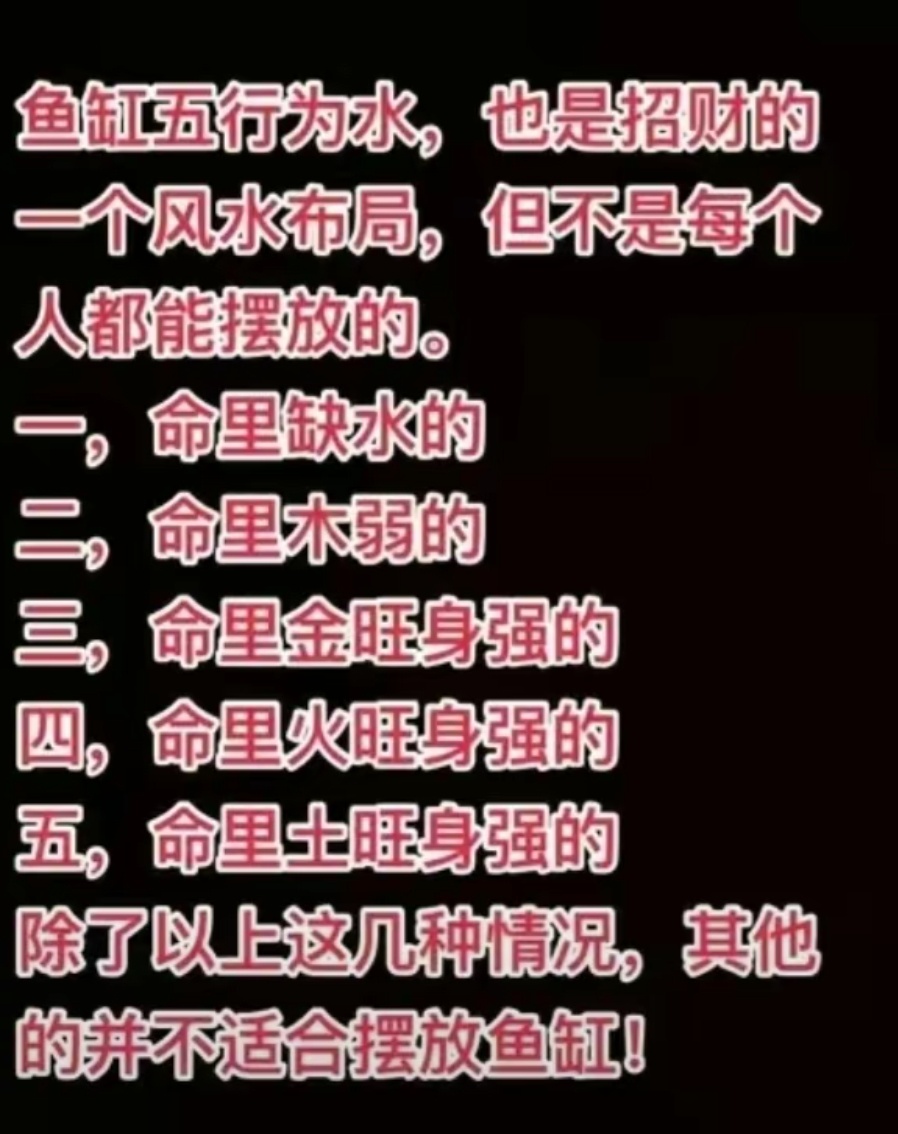 鱼缸五行为水，也是招财的
一个风水布局，但不是每个
人都能摆放的。
一，命里缺水的
二，命里木弱的
三，命里金旺身强的
四，命里火旺身强的
五，命里土旺身强的
除了以上这几种情况，其他
的并不适合摆放鱼缸！